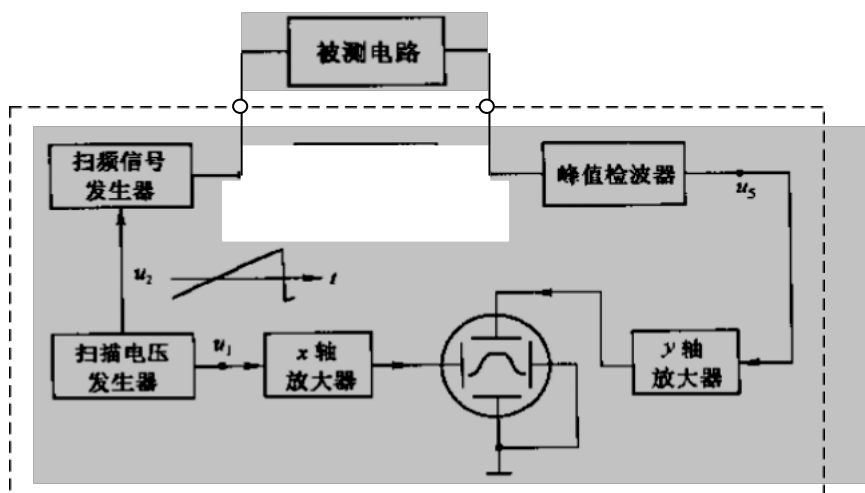 被测电路
扫频信号
发生器
峰值检波器
u5
u2
t
扫描电压
发生器
u1
x 轴
放大器
y 轴
放大器